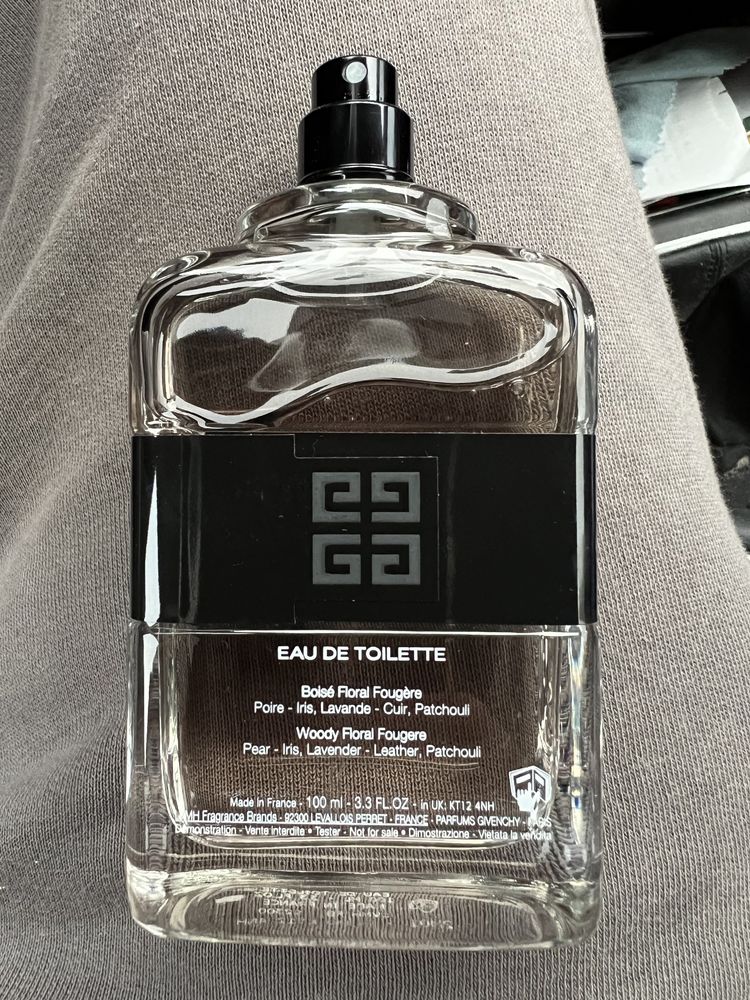 EAU DE TOILETTE
Boisé Floral Fougère
Poire - Iris, Lavande - Cuir, Patchouli
Woody Floral Fougere
Pear - Iris, Lavender - Leather, Patchouli
Made in France - 100 ml - 3.3 FL.OZ - in UK: KT12 4NH
Fragrance Brands - 92300 LEVALLOIS PERRET - FRANCE - PARFUMS GIVENCHY - PARIS
Démonstration - Vente interdite • Tester - Not for sale • Dimostrazione - Vietata la vendita